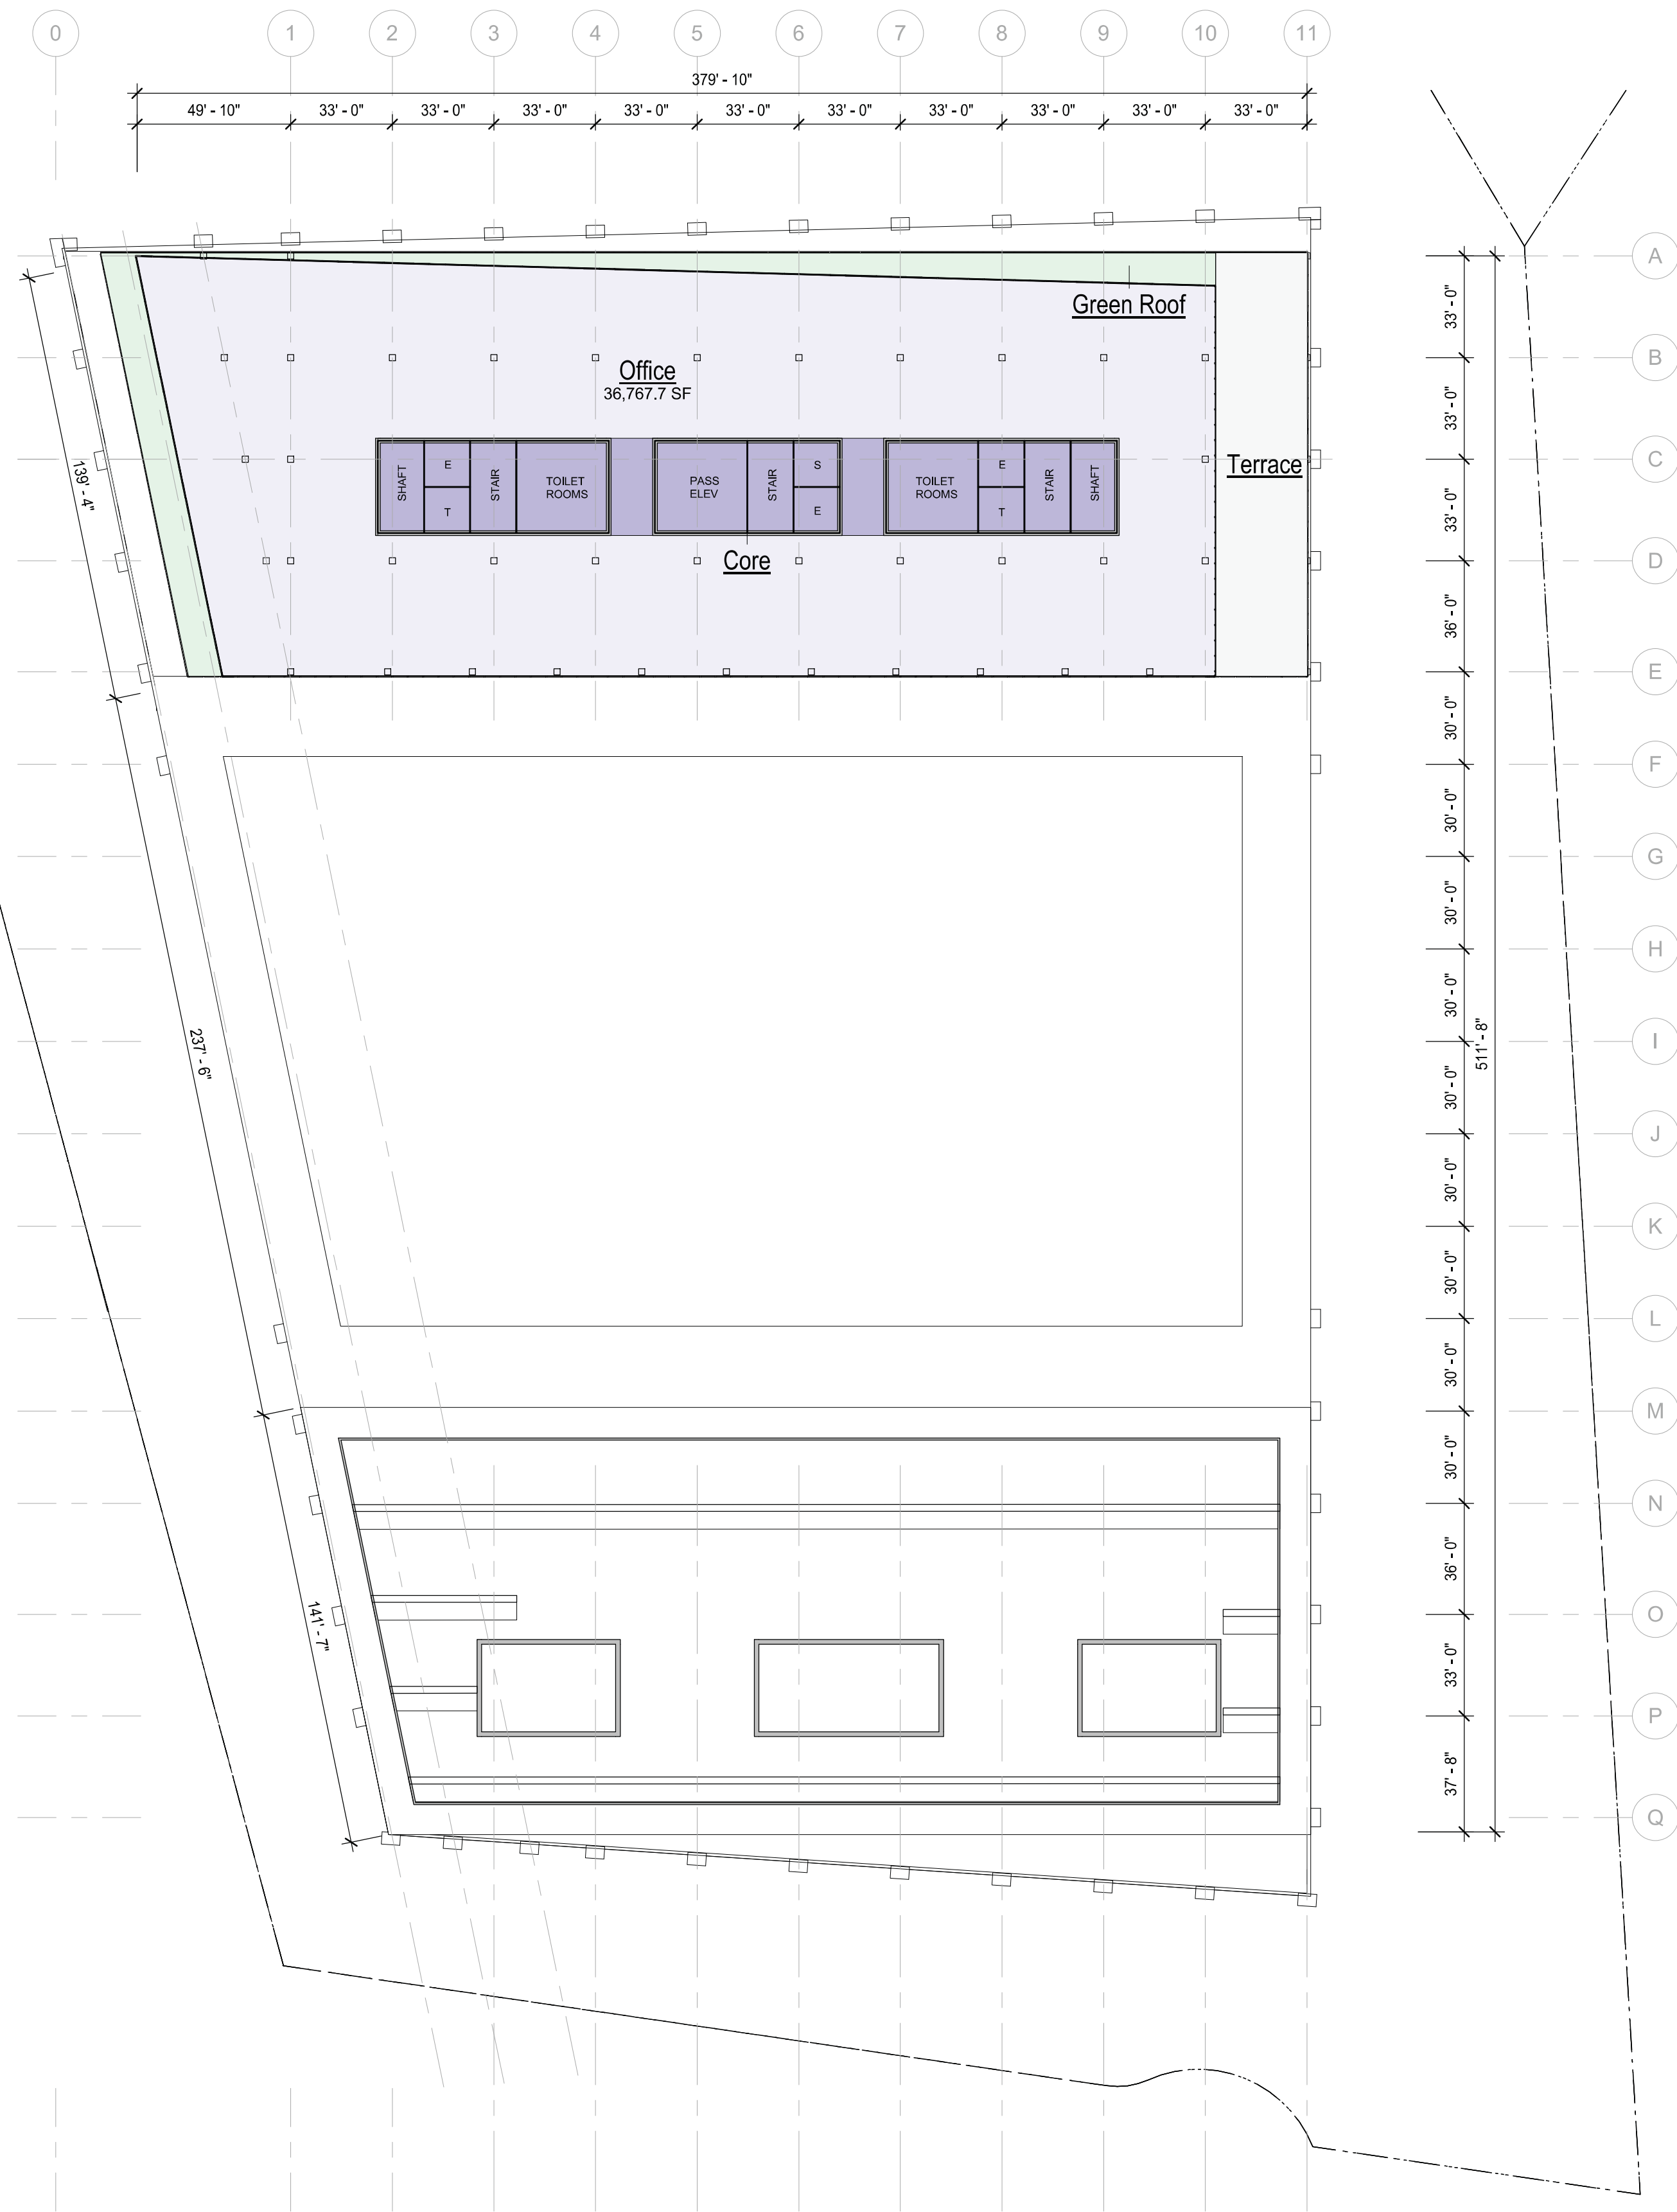 0 1 2 3 4 5 6 7 8 9 10 11
379' - 10"
49' - 10" 33' - 0" 33' - 0" 33' - 0" 33' - 0" 33' - 0" 33' - 0" 33' - 0" 33' - 0" 33' - 0" 33' - 0"
A
33' - 0"
Green Roof
B
Office
36,767.7 SF
33' - 0"
C
Terrace
139' - 4"
SHAFT
E
T
STAIR
TOILET
ROOMS
PASS
ELEV
STAIR
S
E
TOILET
ROOMS
E
T
STAIR
SHAFT
33' - 0"
Core
D
36' - 0"
E
30' - 0"
F
30' - 0"
G
30' - 0"
H
30' - 0"
511' - 8"
I
237' - 6"
30' - 0"
J
30' - 0"
K
30' - 0"
L
30' - 0"
M
30' - 0"
N
36' - 0"
O
141' - 7"
33' - 0"
P
37' - 8"
Q